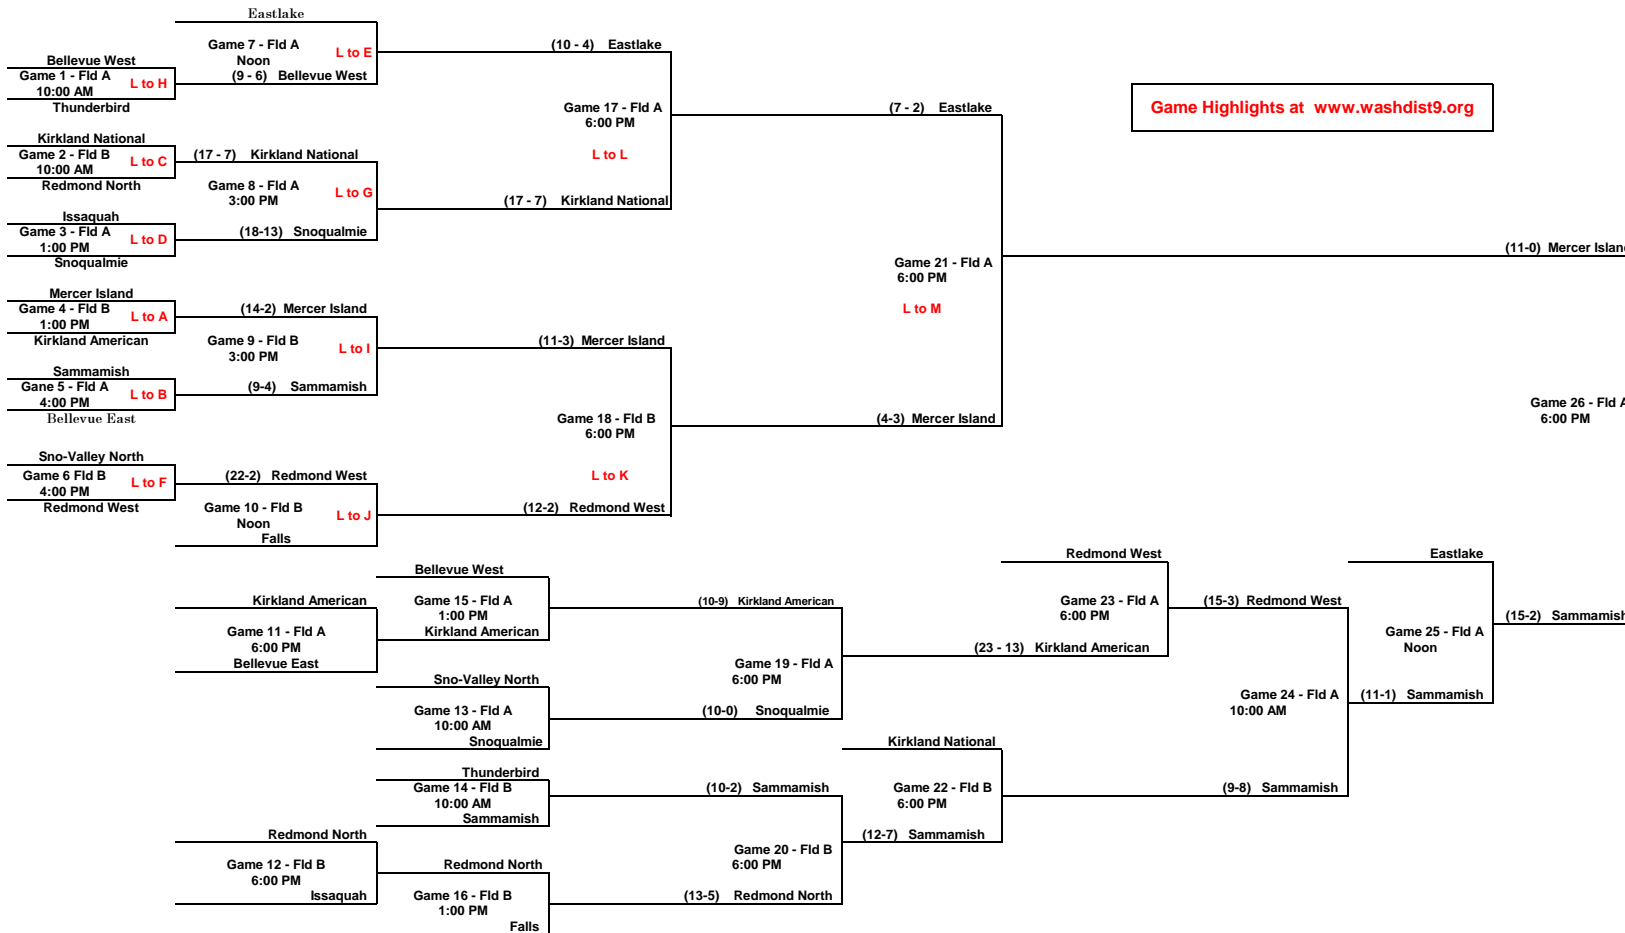 Eastlake
Game 7 - Fld A
Noon
L to E
(10 - 4) Eastlake
Bellevue West
Game 1 - Fld A
10:00 AM
L to H
(9 - 6) Bellevue West
Thunderbird
Game 17 - Fld A
6:00 PM
L to L
(7 - 2) Eastlake
Game Highlights at www.washdist9.org
Kirkland National
Game 2 - Fld B
10:00 AM
L to C
(17 - 7) Kirkland National
Redmond North
Game 8 - Fld A
3:00 PM
L to G
(17 - 7) Kirkland National
Issaquah
Game 3 - Fld A
1:00 PM
L to D
(18-13) Snoqualmie
Snoqualmie
(11-0) Mercer Island
Game 21 - Fld A
6:00 PM
L to M
Mercer Island
Game 4 - Fld B
1:00 PM
L to A
(14-2) Mercer Island
Kirkland American
Game 9 - Fld B
3:00 PM
L to I
(11-3) Mercer Island
Sammamish
Gane 5 - Fld A
4:00 PM
L to B
(9-4) Sammamish
Bellevue East
Game 18 - Fld B
6:00 PM
L to K
(4-3) Mercer Island
Game 26 - Fld A
6:00 PM
Sno-Valley North
Game 6 Fld B
4:00 PM
L to F
(22-2) Redmond West
Redmond West
Game 10 - Fld B
Noon
L to J
(12-2) Redmond West
Falls
Redmond West
Eastlake
Bellevue West
Kirkland American
Game 15 - Fld A
1:00 PM
(10-9) Kirkland American
Game 23 - Fld A
6:00 PM
(15-3) Redmond West
(15-2) Sammamish
Game 11 - Fld A
6:00 PM
Kirkland American
Game 25 - Fld A
Noon
Bellevue East
(23 - 13) Kirkland American
Game 19 - Fld A
6:00 PM
Sno-Valley North
Game 13 - Fld A
10:00 AM
(10-0) Snoqualmie
Game 24 - Fld A
10:00 AM
(11-1) Sammamish
Snoqualmie
Kirkland National
Thunderbird
Game 14 - Fld B
10:00 AM
(10-2) Sammamish
Game 22 - Fld B
6:00 PM
(9-8) Sammamish
Sammamish
Redmond North
(12-7) Sammamish
Game 12 - Fld B
6:00 PM
Redmond North
Game 20 - Fld B
6:00 PM
Issaquah
Game 16 - Fld B
1:00 PM
(13-5) Redmond North
Falls